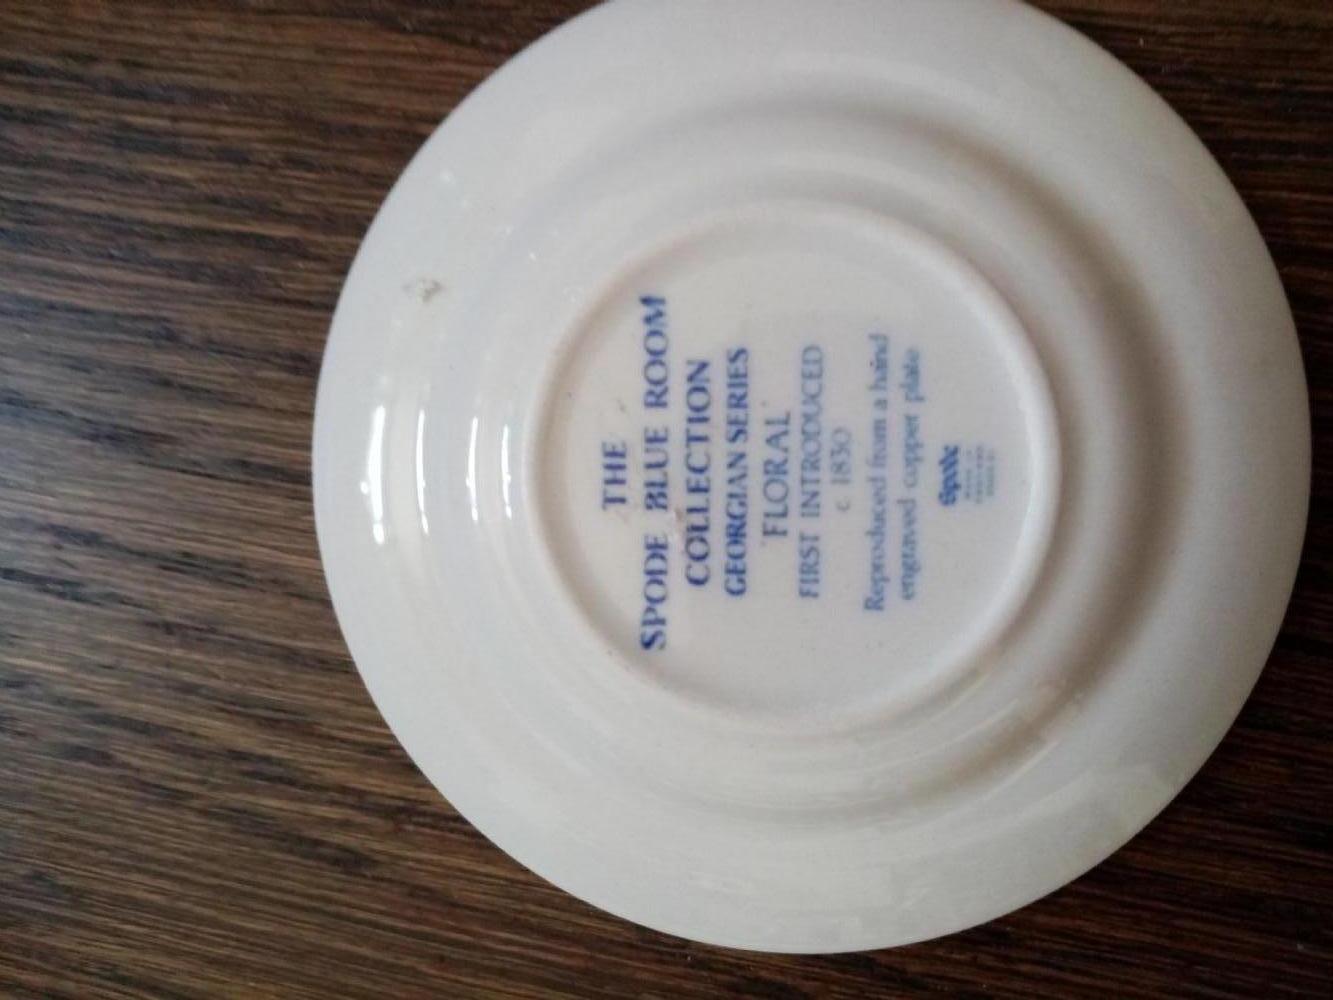 THE
SPODE BLUE ROOM
COLLECTION
GEORGIAN SERIES
'FLORAL'
FIRST INTRODUCED
c 1830
Reproduced from a hand
engraved copper plate
Spode